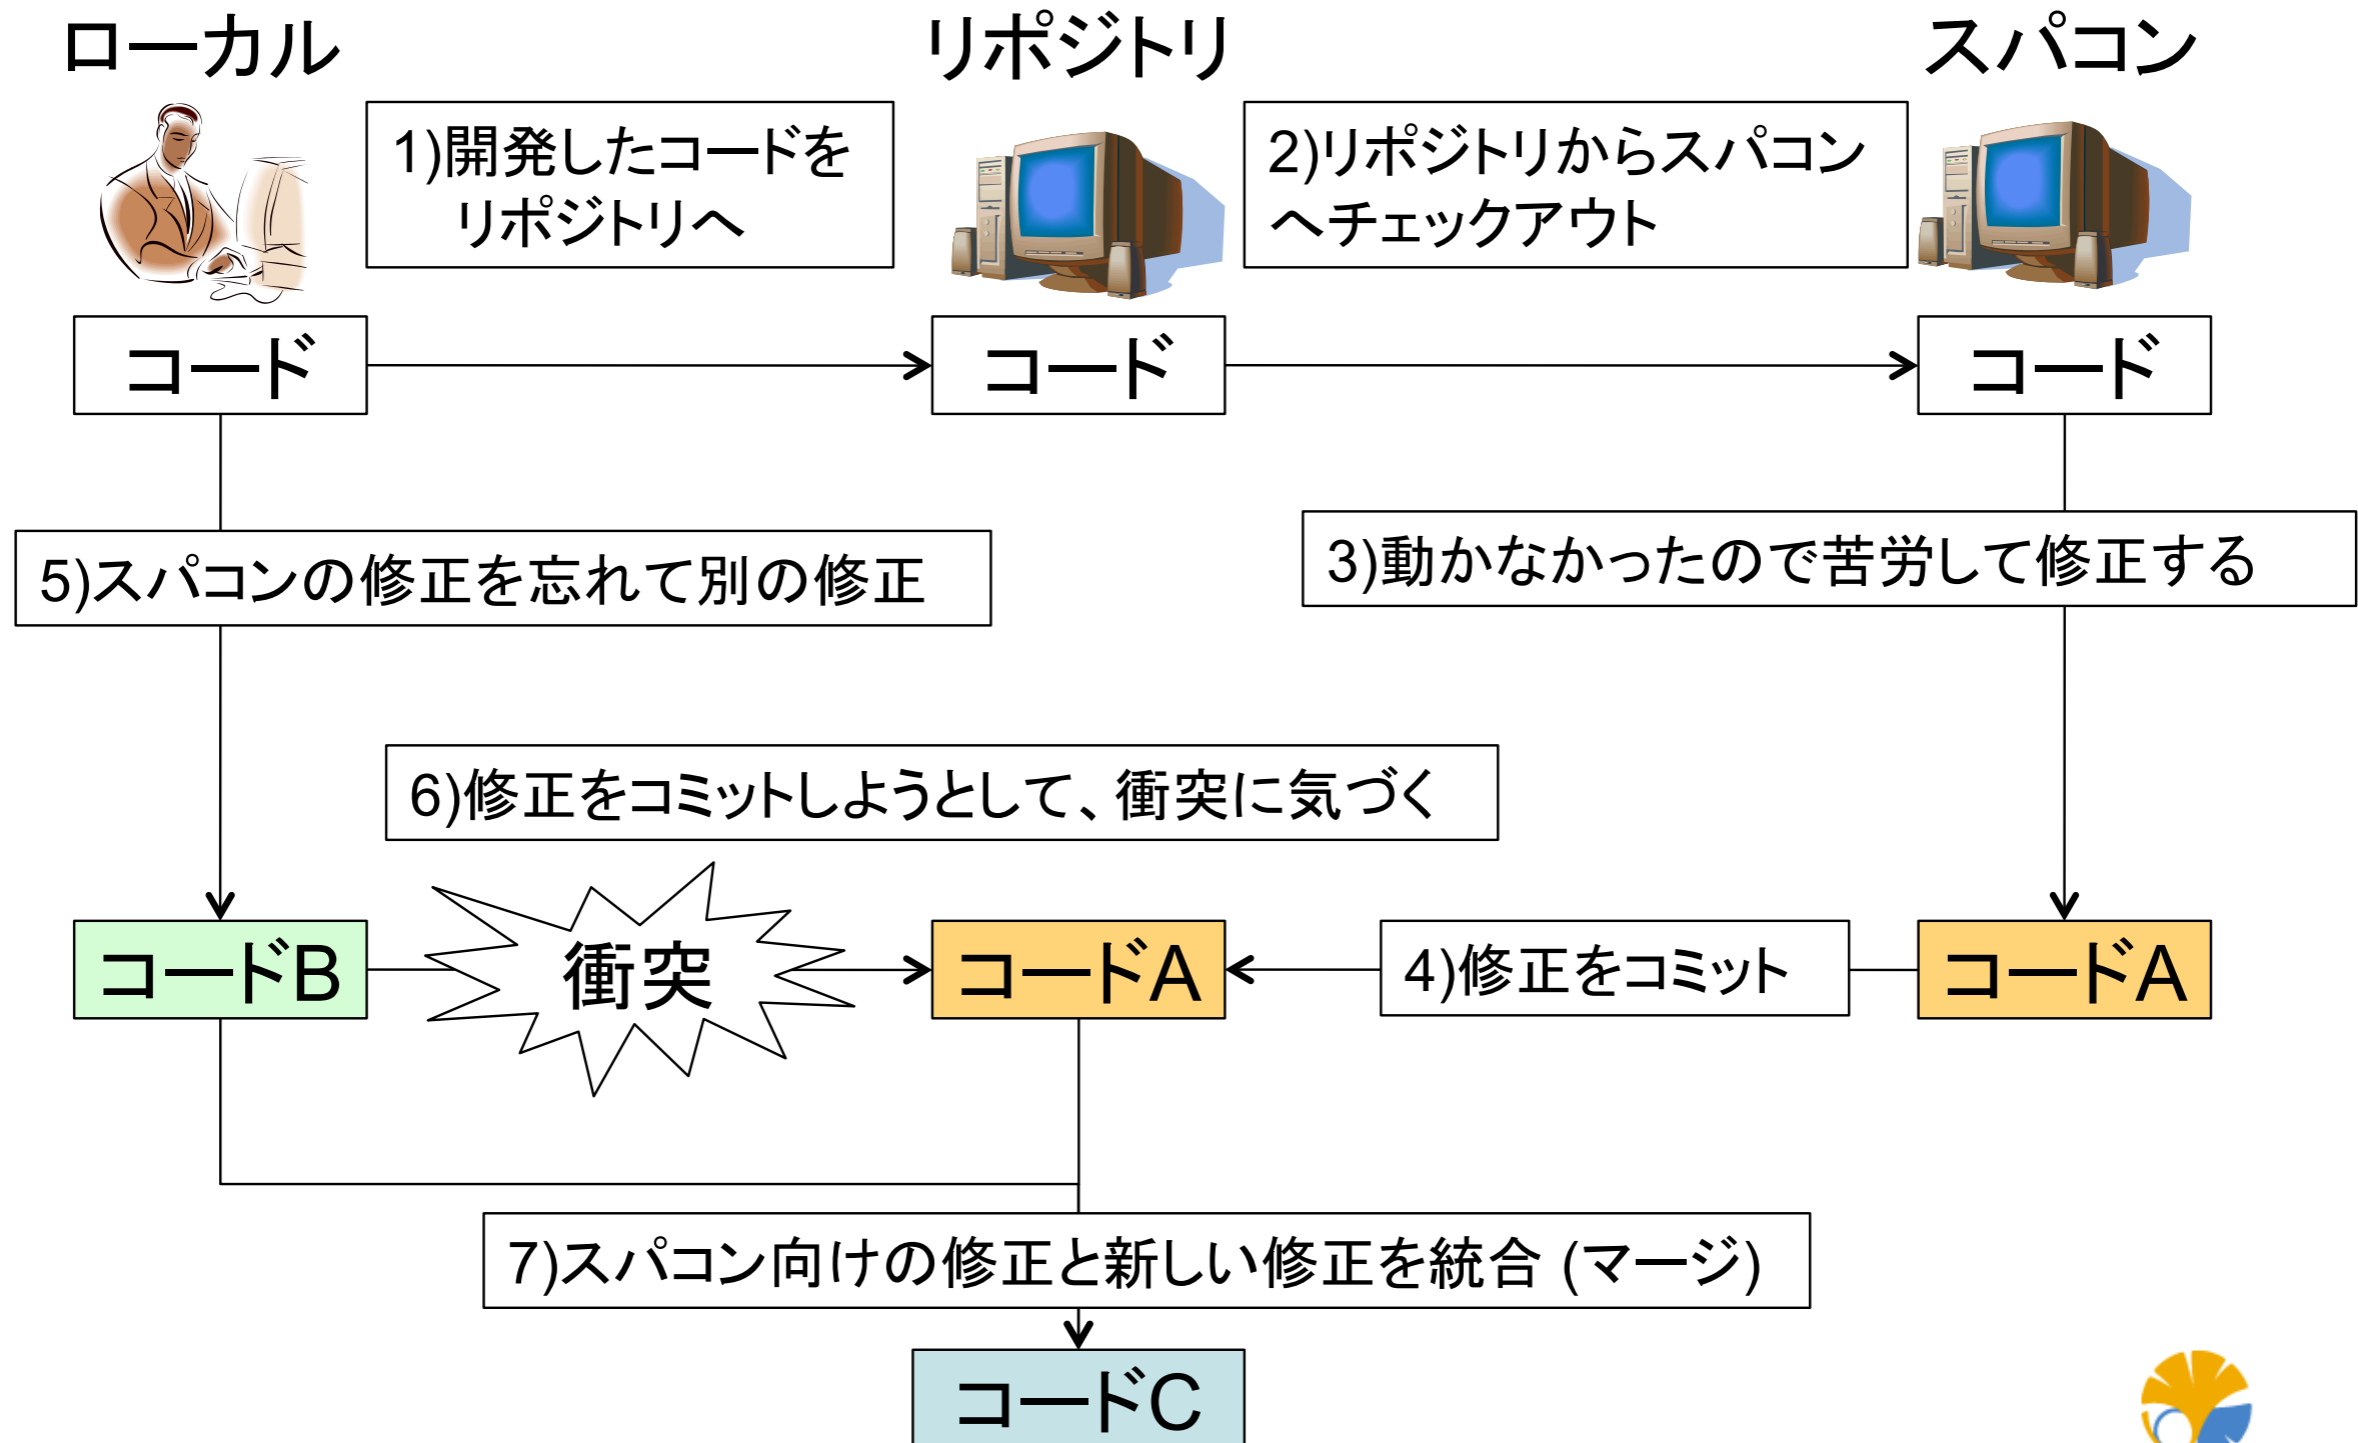 ローカル
リポジトリ
スパコン
1)開発したコードを
リポジトリへ
2)リポジトリからスパコン
へチェックアウト
コード
コード
コード
5)スパコンの修正を忘れて別の修正
3)動かなかったので苦労して修正する
6)修正をコミットしようとして、衝突に気づく
コードB
衝突
コードA
4)修正をコミット
コードA
7)スパコン向けの修正と新しい修正を統合 (マージ)
コードC